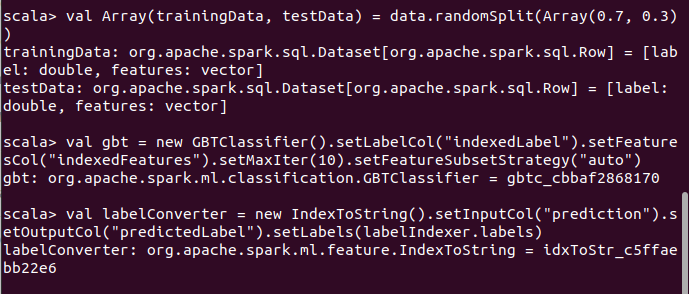 scala> val Array(trainingData, testData) = data.randomSplit(Array(0.7, 0.3)
)
trainingData: org.apache.spark.sql.Dataset[org.apache.spark.sql.Row] = [lab
el: double, features: vector]
testData: org.apache.spark.sql.Dataset[org.apache.spark.sql.Row] = [label: 
double, features: vector]
scala> val gbt = new GBTClassifier().setLabelCol("indexedLabel").setFeature
sCol("indexedFeatures").setMaxIter(10).setFeatureSubsetStrategy("auto")
gbt: org.apache.spark.ml.classification.GBTClassifier = gbtc_cbbaf2868170
scala> val labelConverter = new IndexToString().setInputCol("prediction").s
etOutputCol("predictedLabel").setLabels(labelIndexer.labels)
labelConverter: org.apache.spark.ml.feature.IndexToString = idxToStr_c5ffae
bb22e6